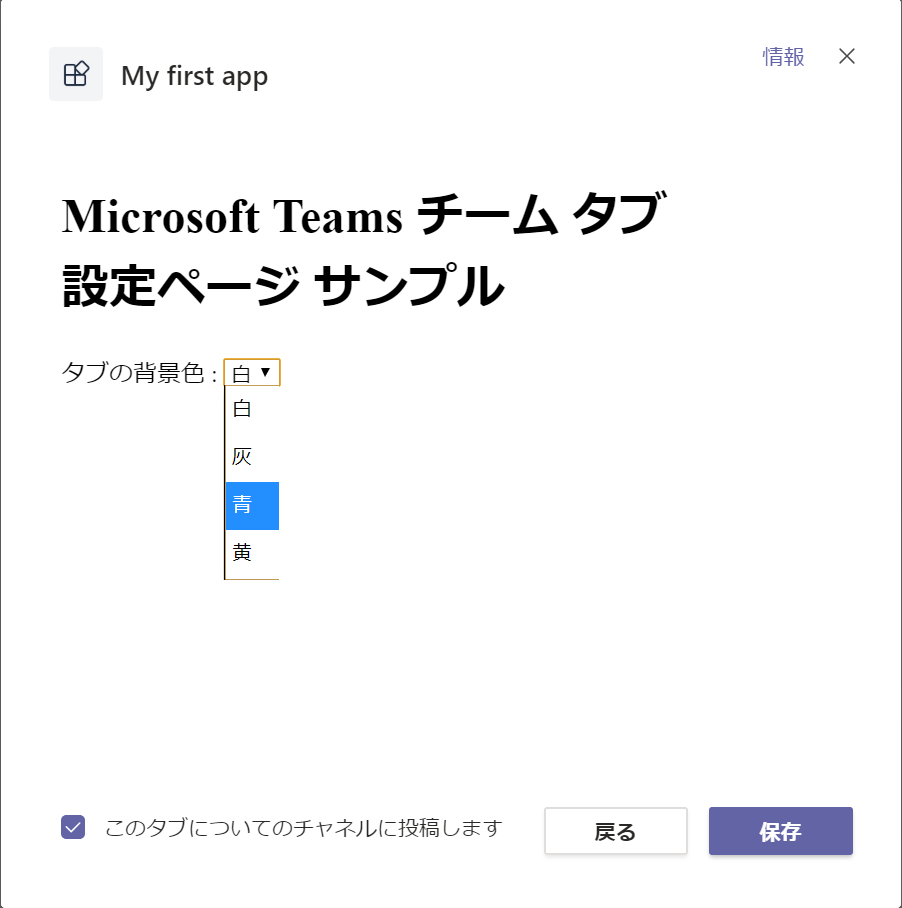 My first app
情報
Microsoft Teams チーム タブ
設定ページ サンプル
タブの背景色 : 白
白
灰
青
黄
このタブについてのチャネルに投稿します
戻る
保存